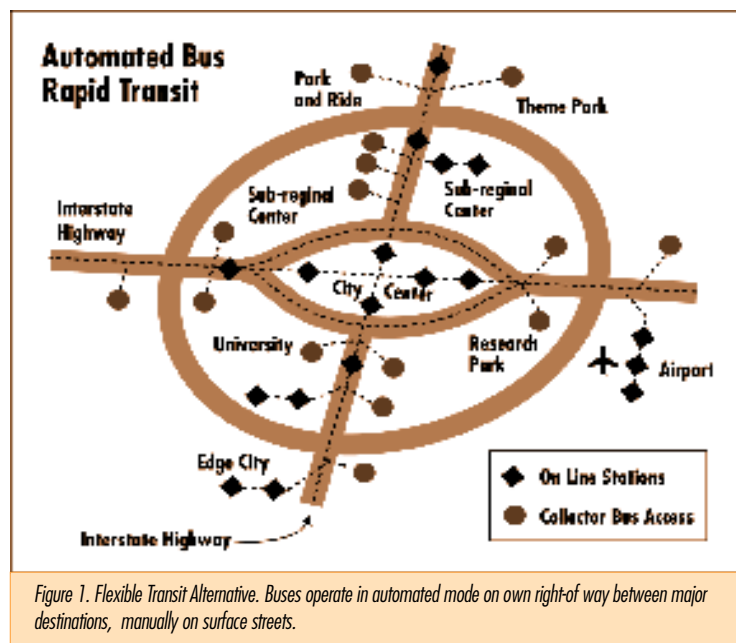 Automated Bus
Rapid Transit
Park
and Ride
Theme Park
Sub-reginal
Center
Sub-reginal
Center
Interstate
Highway
City Center
University
Research
Park
Airport
Edge City
On Line Stations
Collector Bus Access
Interstate Highway
Figure 1. Flexible Transit Alternative. Buses operate in automated mode on own right-of way between major
destinations, manually on surface streets.